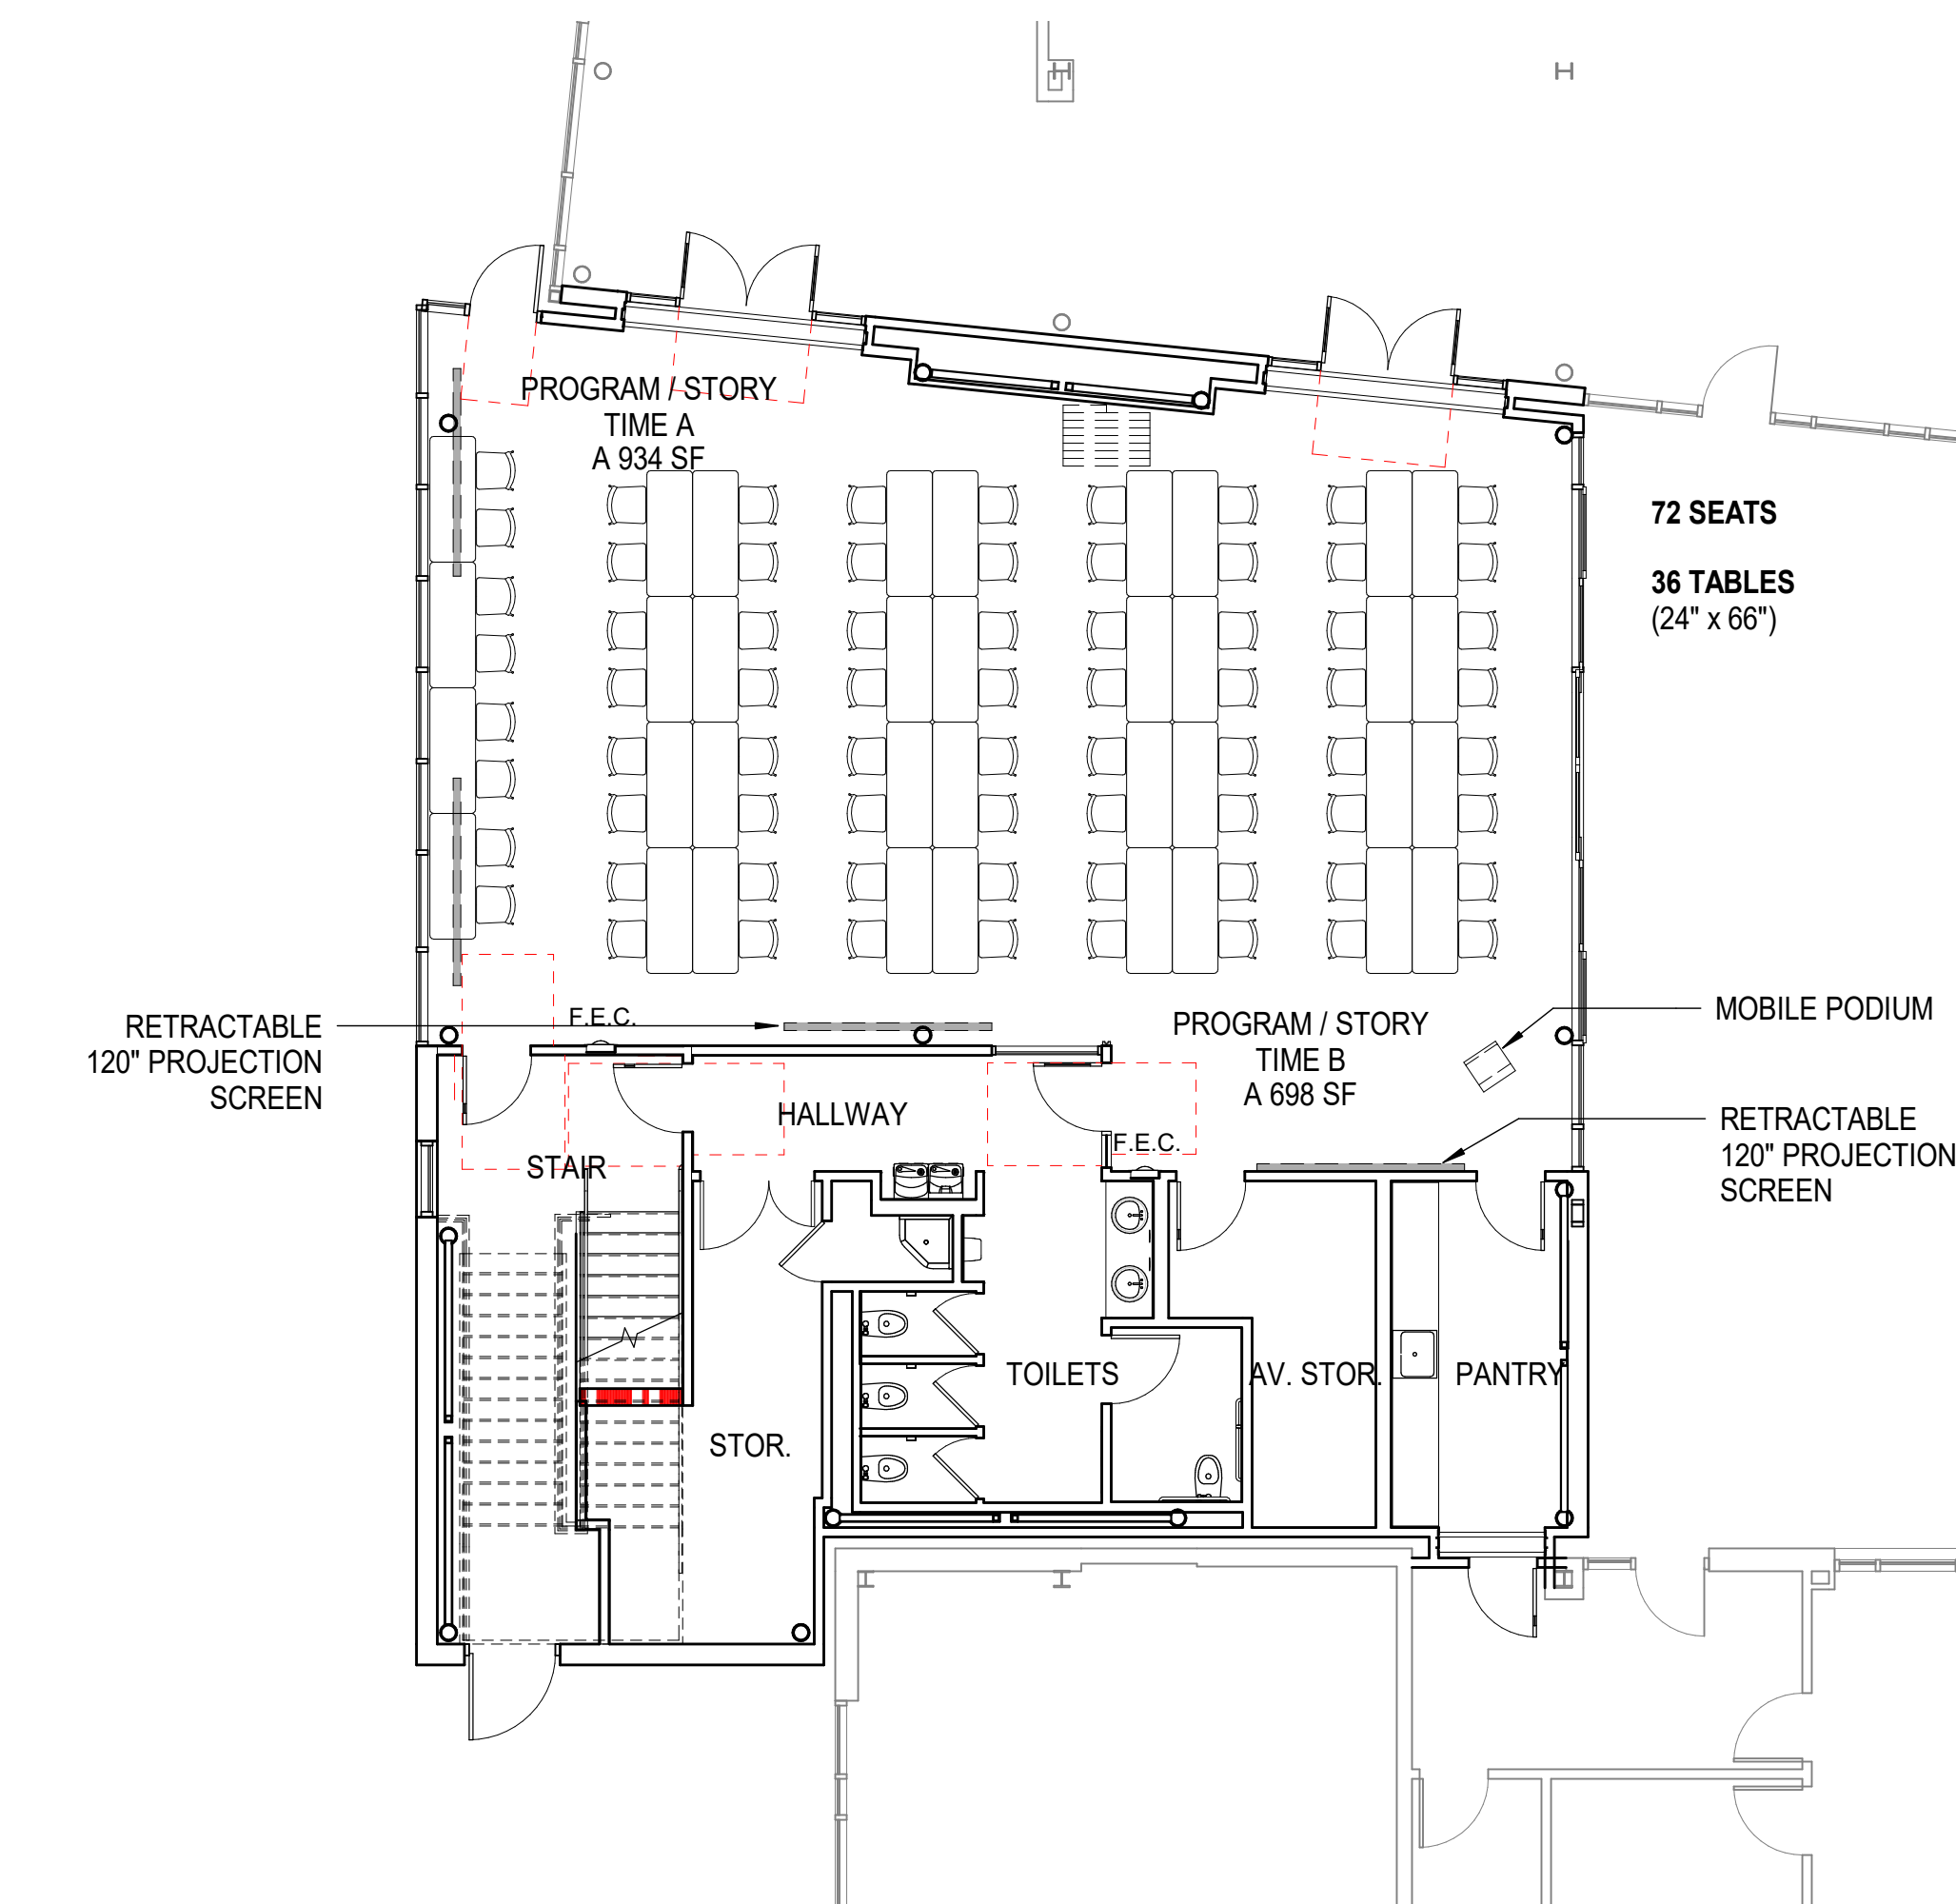 PROGRAM / STORY
TIME A
A 934 SF
72 SEATS
36 TABLES
(24" x 66")
RETRACTABLE
120" PROJECTION
SCREEN
F.E.C.
PROGRAM / STORY
TIME B
A 698 SF
MOBILE PODIUM
HALLWAY
F.E.C.
RETRACTABLE
120" PROJECTION
SCREEN
STAIR
TOILETS
AV. STOR.
PANTRY
STOR.